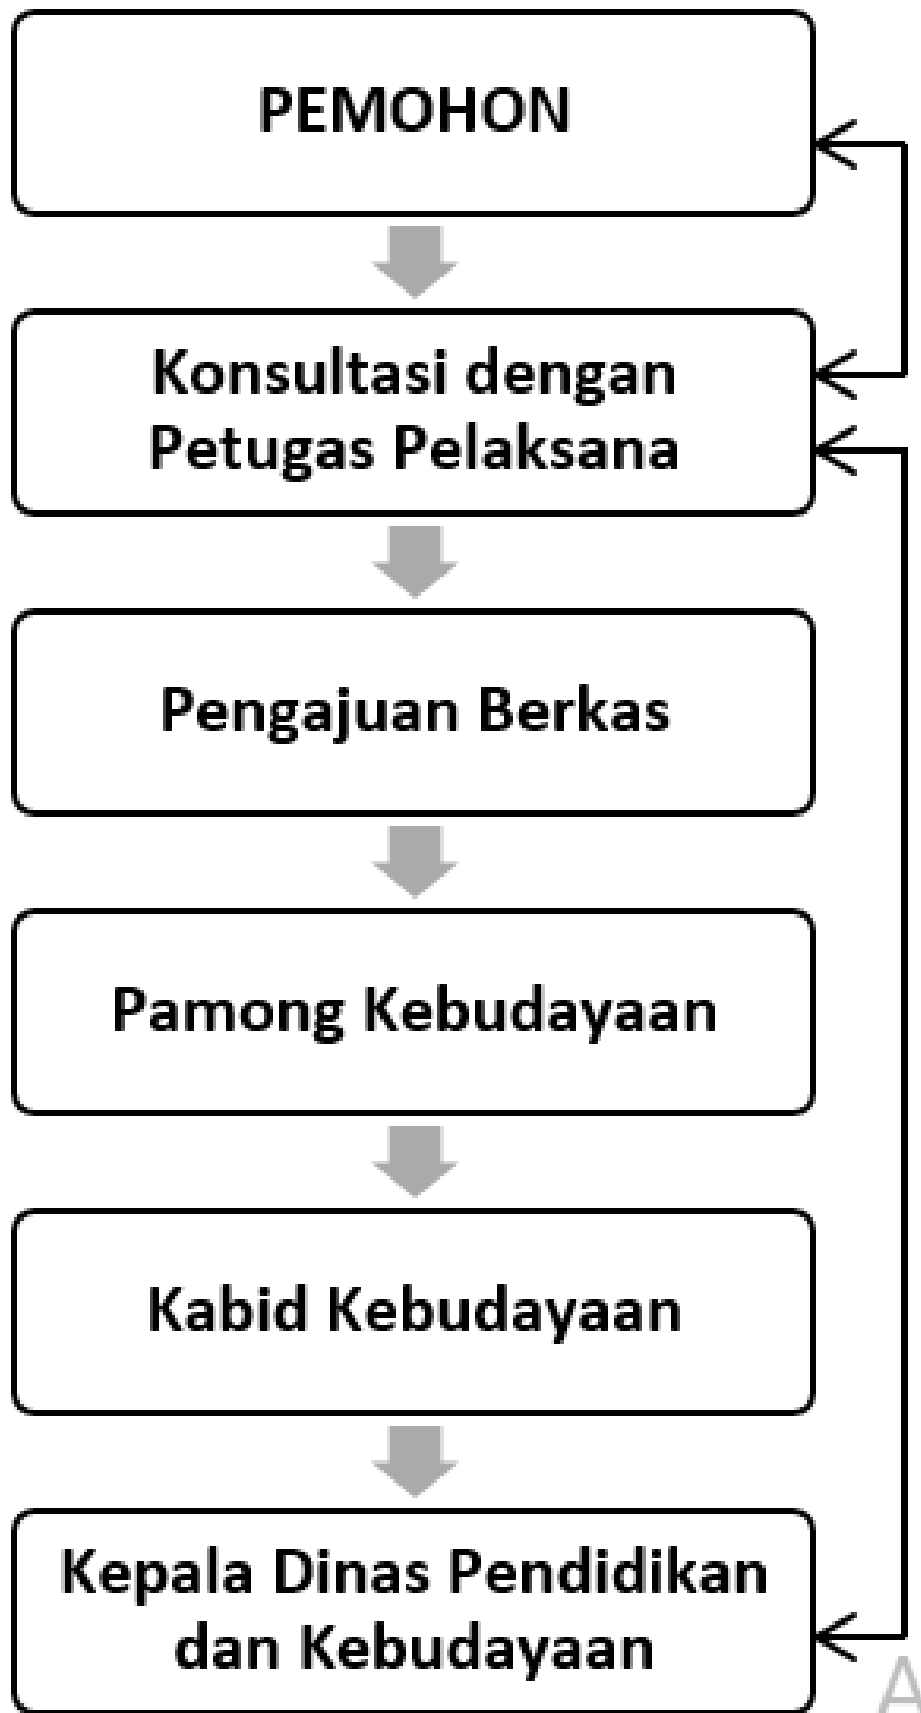 PEMOHON
Konsultasi dengan
Petugas Pelaksana
Pengajuan Berkas
Pamong Kebudayaan
Kabid Kebudayaan
Kepala Dinas Pendidikan
dan Kebudayaan
A